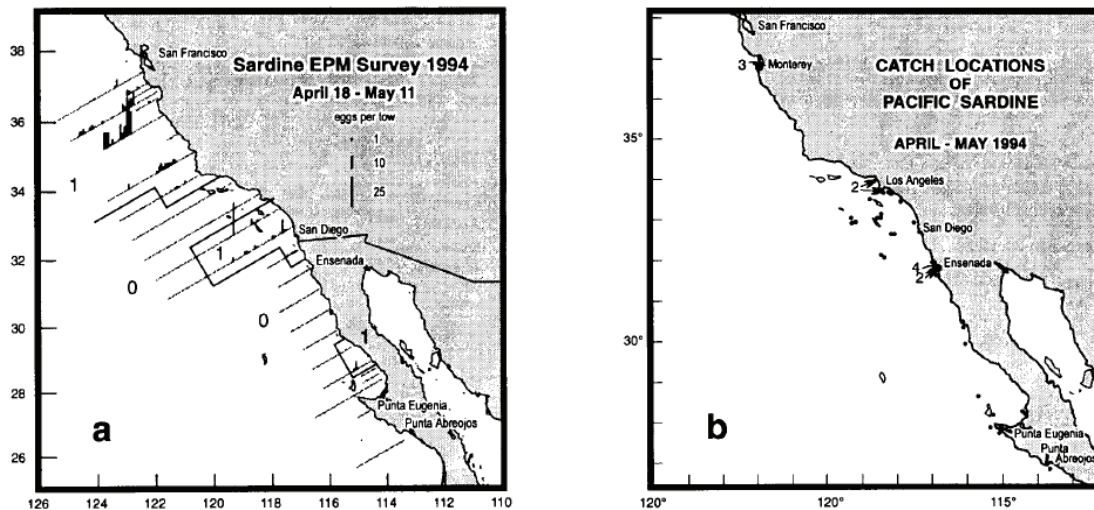 San Francisco
Sardine EPM Survey 1994
April 18 - May 11
eggs per tow
1
10
25
38
36
34
32
30
28
26
1
1
0
0
1
San Diego
Ensenada
Punta Eugenia
Punta Abreojos
a
126
124
122
120
118
116
114
112
110
San Francisco
3
Monterey
CATCH LOCATIONS
OF
PACIFIC SARDINE
APRIL - MAY 1994
35°
2
Los Angeles
San Diego
4
Ensenada
2
30°
Punta Eugenia
Punta
Abreojos
b
120°
120°
115°